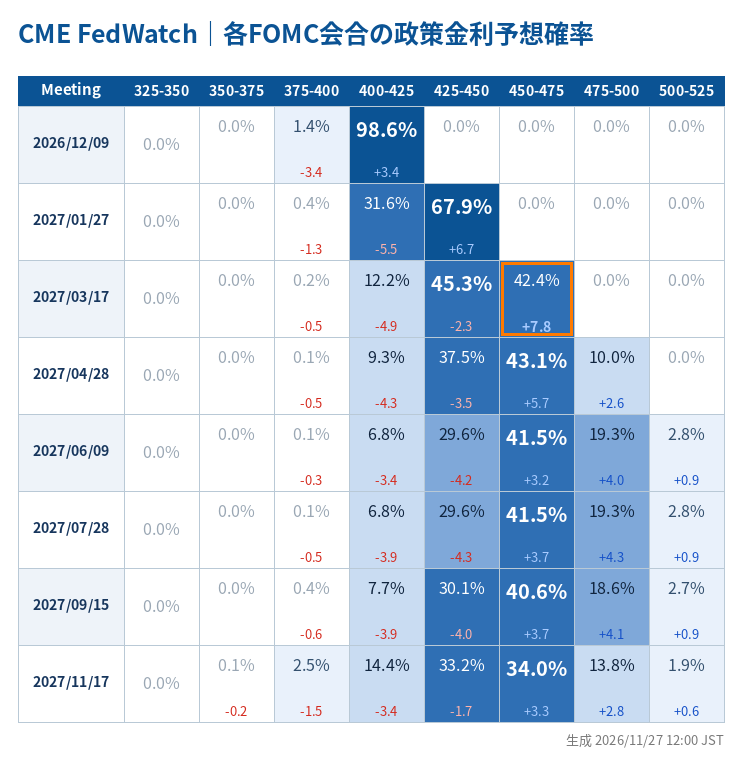 CME FedWatch｜各FOMC会合の政策金利予想確率
Meeting 325-350 350-375 375-400 400-425 425-450 450-475 475-500 500-525
2026/12/09 0.0% 0.0% 1.4% 98.6% 0.0% 0.0% 0.0% 0.0%
-3.4 +3.4
2027/01/27 0.0% 0.0% 0.4% 31.6% 67.9% 0.0% 0.0% 0.0%
-1.3 -5.5 +6.7
2027/03/17 0.0% 0.0% 0.2% 12.2% 45.3% 42.4% 0.0% 0.0%
-0.5 -4.9 -2.3 +7.8
2027/04/28 0.0% 0.0% 0.1% 9.3% 37.5% 43.1% 10.0% 0.0%
-0.5 -4.3 -3.5 +5.7 +2.6
2027/06/09 0.0% 0.0% 0.1% 6.8% 29.6% 41.5% 19.3% 2.8%
-0.3 -3.4 -4.2 +3.2 +4.0 +0.9
2027/07/28 0.0% 0.0% 0.1% 6.8% 29.6% 41.5% 19.3% 2.8%
-0.5 -3.9 -4.3 +3.7 +4.3 +0.9
2027/09/15 0.0% 0.0% 0.4% 7.7% 30.1% 40.6% 18.6% 2.7%
-0.6 -3.9 -4.0 +3.7 +4.1 +0.9
2027/11/17 0.0% 0.1% 2.5% 14.4% 33.2% 34.0% 13.8% 1.9%
-0.2 -1.5 -3.4 -1.7 +3.3 +2.8 +0.6
生成 2026/11/27 12:00 JST